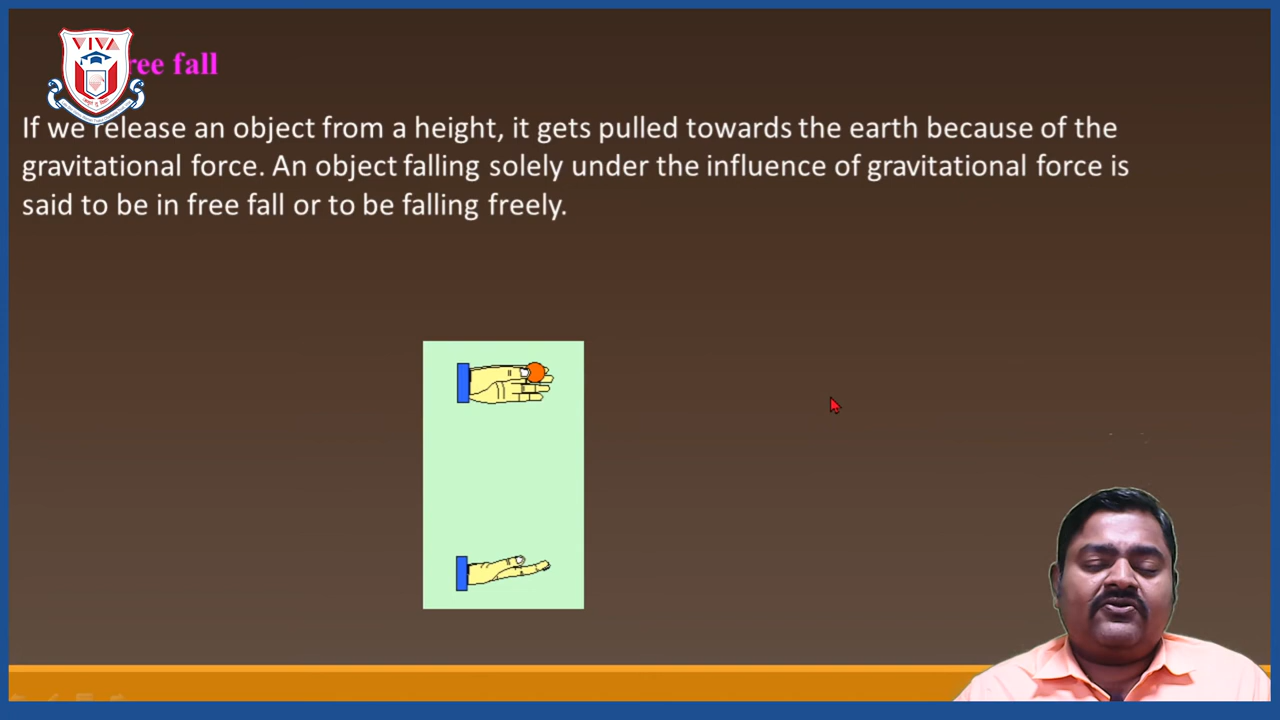 VIVA
ree fall
If we release an object from a height, it gets pulled towards the earth because of the
gravitational force. An object falling solely under the influence of gravitational force is
said to be in free fall or to be falling freely.